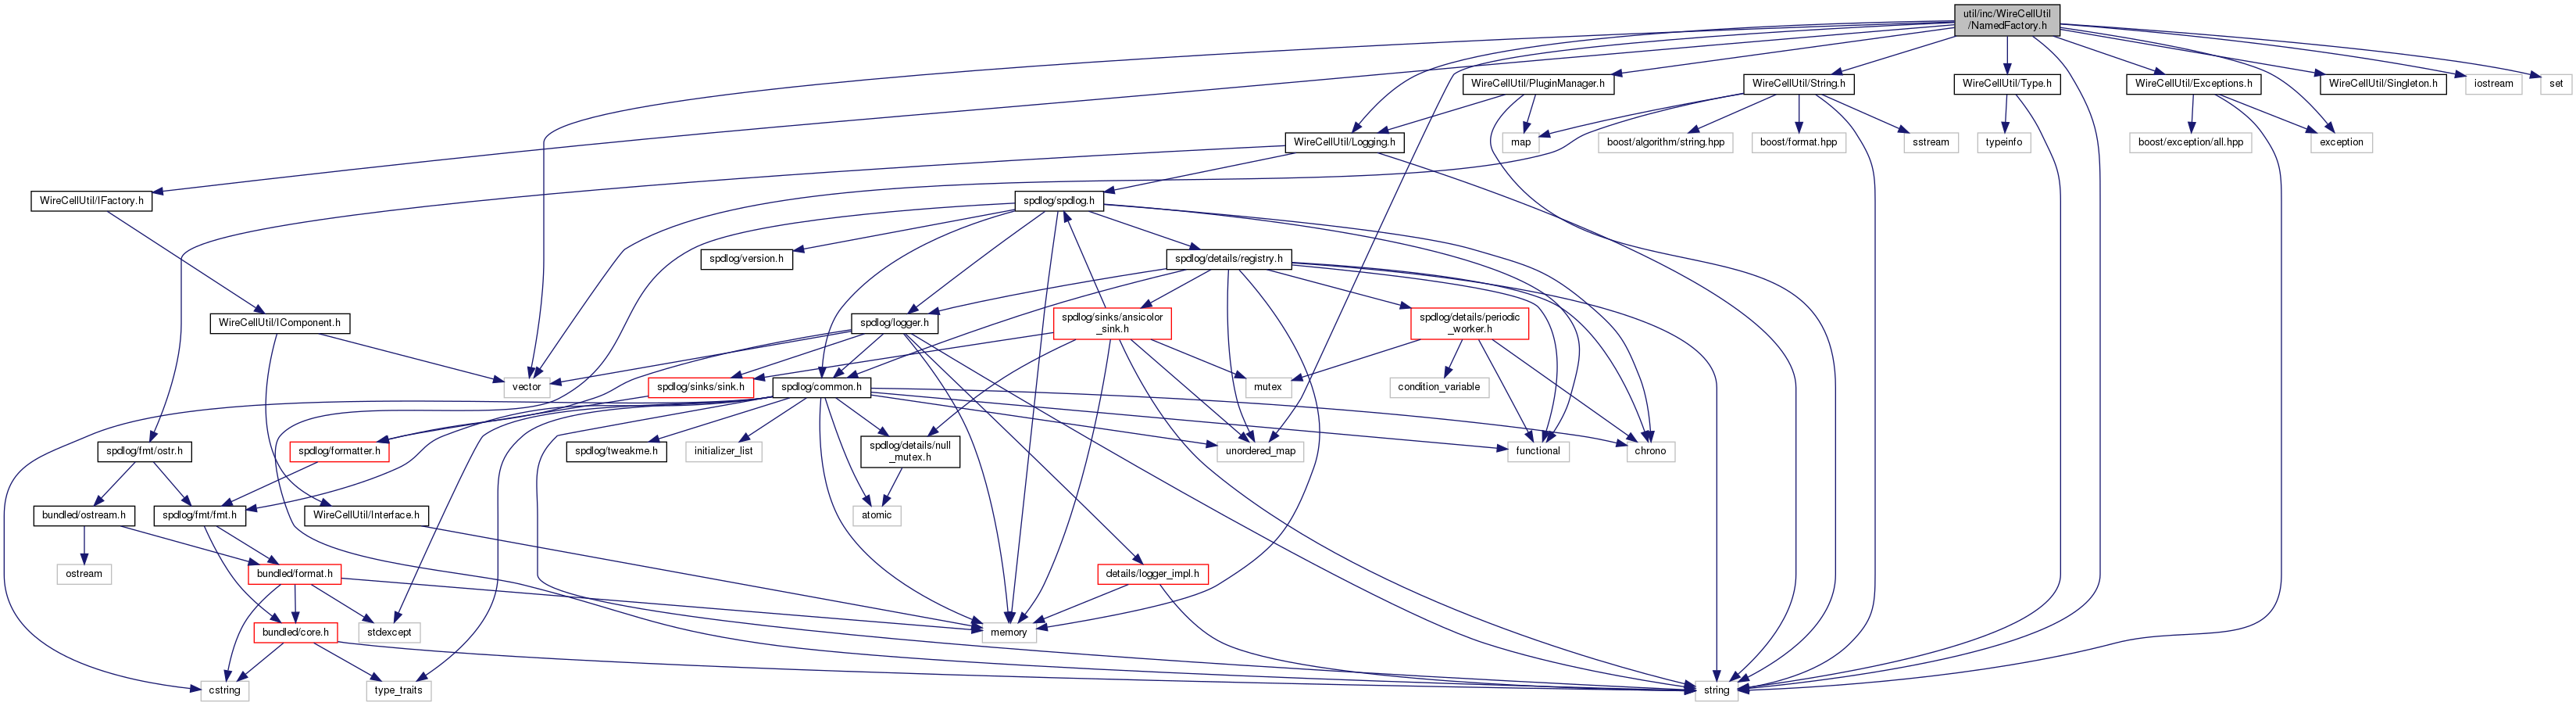 util/inc/WireCellUtil
/NamedFactory.h
WireCellUtil/PluginManager.h
WireCellUtil/String.h
WireCellUtil/Type.h
WireCellUtil/Exceptions.h
WireCellUtil/Singleton.h
iostream
set
WireCellUtil/Logging.h
map
boost/algorithm/string.hpp
boost/format.hpp
sstream
typeinfo
boost/exception/all.hpp
exception
WireCellUtil/IFactory.h
spdlog/spdlog.h
spdlog/version.h
spdlog/details/registry.h
WireCellUtil/IComponent.h
spdlog/logger.h
spdlog/sinks/ansicolor
_sink.h
spdlog/details/periodic
_worker.h
vector
spdlog/sinks/sink.h
spdlog/common.h
mutex
condition_variable
spdlog/fmt/ostr.h
spdlog/formatter.h
spdlog/tweakme.h
initializer_list
spdlog/details/null
_mutex.h
unordered_map
functional
chrono
bundled/ostream.h
spdlog/fmt/fmt.h
WireCellUtil/Interface.h
atomic
ostream
bundled/format.h
details/logger_impl.h
bundled/core.h
stdexcept
memory
cstring
type_traits
string